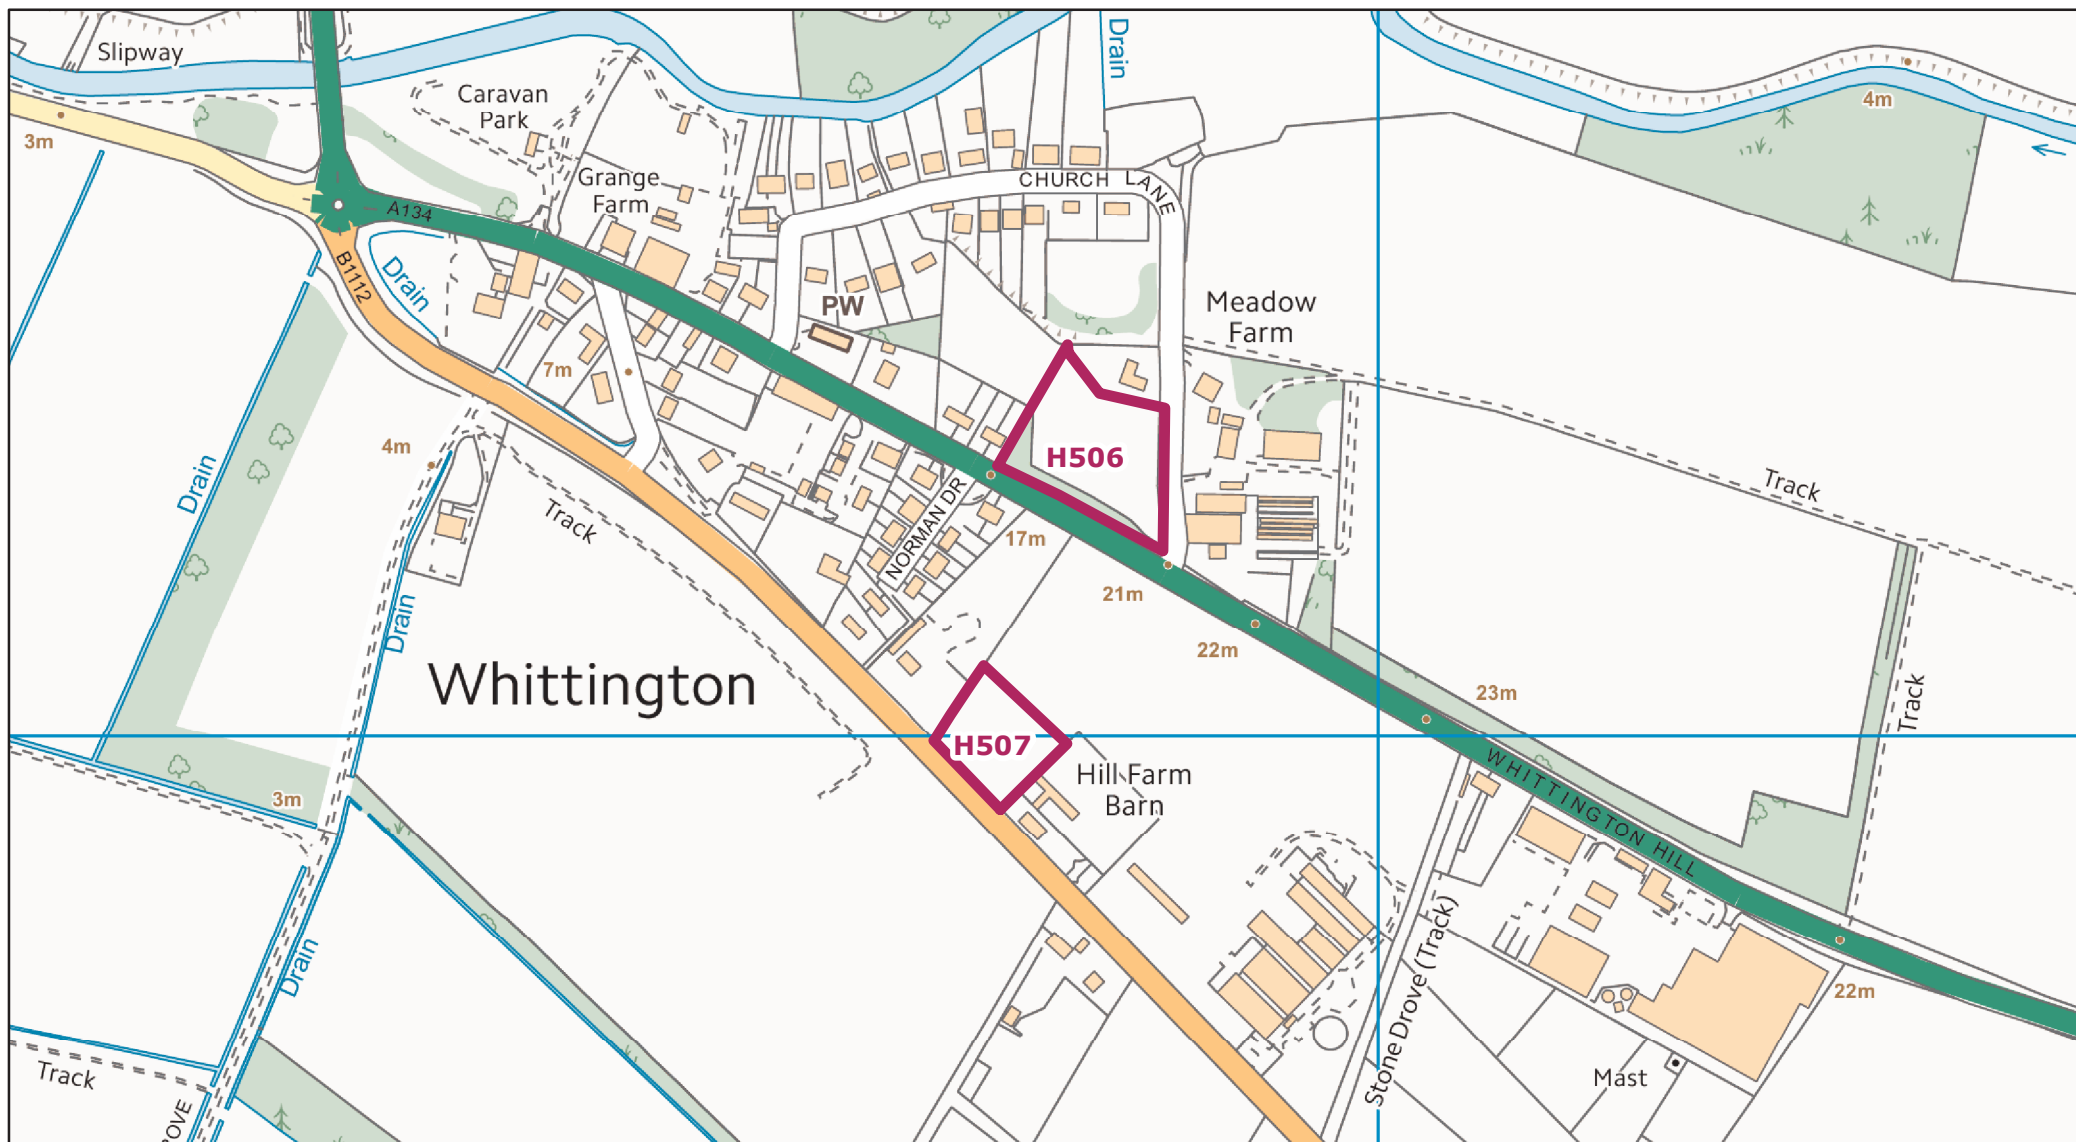 Slipway
Drain
Caravan
Park
4m
3m
Grange
Farm
CHURCH LANE
A134
B1112
Drain
PW
Meadow
Farm
7m
4m
H506
Drain
Track
Track
NORMAN DR
17m
21m
Drain
22m
Whittington
23m
Track
H507
Hill Farm
Barn
WHITTINGTON HILL
3m
Drain
Stone Drove (Track)
22m
Track
Mast
OVE